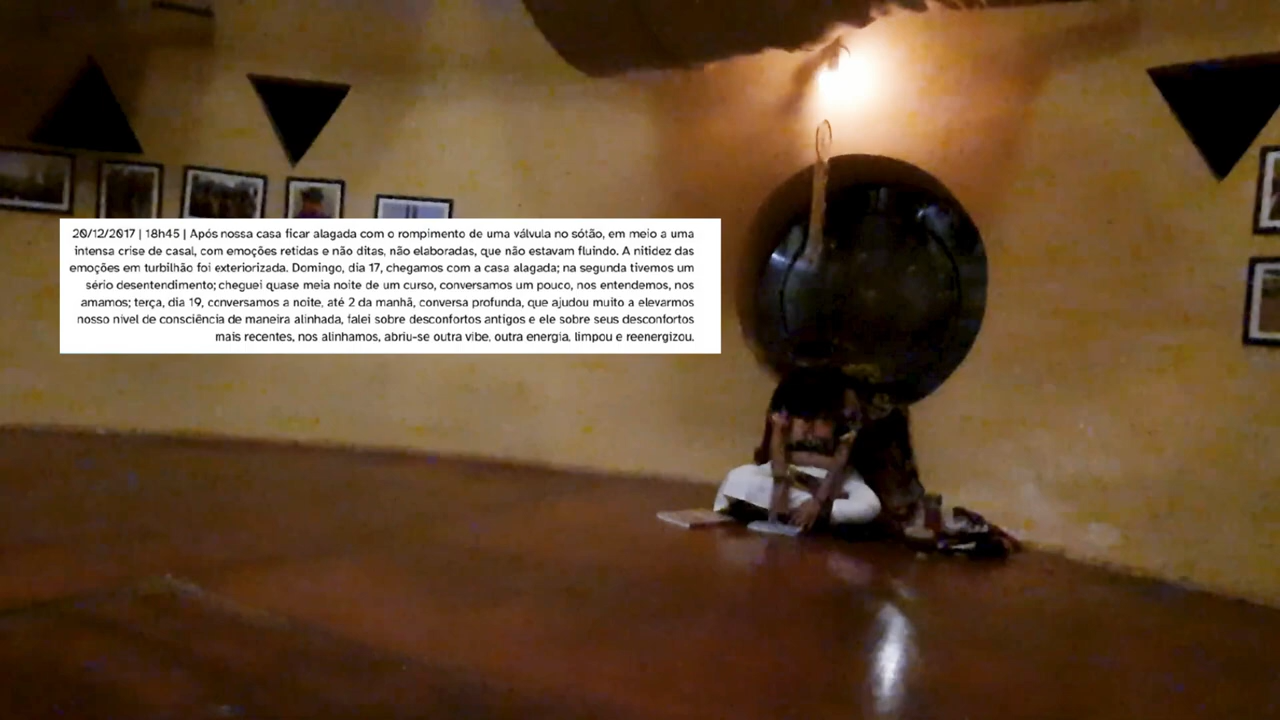 20/12/2017 | 18h45 | Após nossa casa ficar alagada com o rompimento de uma válvula no sótão, em meio a uma
intensa crise de casal, com emoções retidas e não ditas, não elaboradas, que não estavam fluindo. A nitidez das
emoções em turbilhão foi exteriorizada. Domingo, dia 17, chegamos com a casa alagada; na segunda tivemos um
sério desentendimento; cheguei quase meia noite de um curso, conversamos um pouco, nos entendemos, nos
amamos; terça, dia 19, conversamos a noite, até 2 da manhã, conversa profunda, que ajudou muito a elevarmos
nosso nível de consciência de maneira alinhada, falei sobre desconfortos antigos e ele sobre seus desconfortos
mais recentes, nos alinhamos, abriu-se outra vibe, outra energia, limpou e reenergizou.